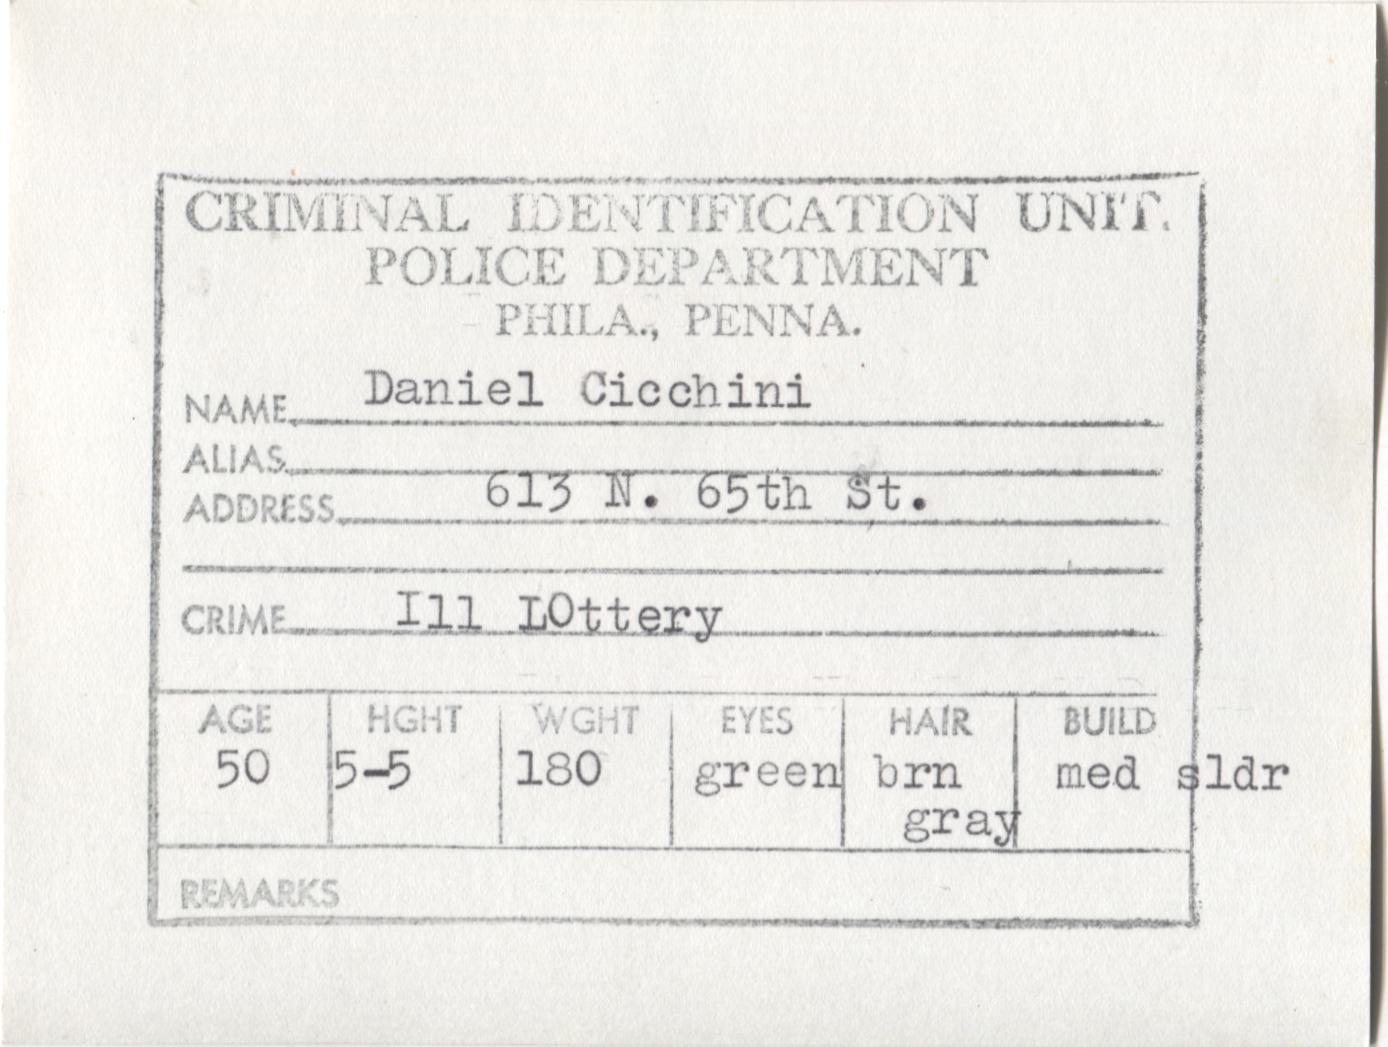 CRIMINAL IDENTIFICATION UNIT.
POLICE DEPARTMENT
PHILA., PENNA.
NAME Daniel Cicchini
ALIAS
ADDRESS 613 N. 65th St.
CRIME Ill LOttery
AGE HGHT WGHT EYES HAIR BUILD
50 5-5 180 green brn med sldr
gray
REMARKS